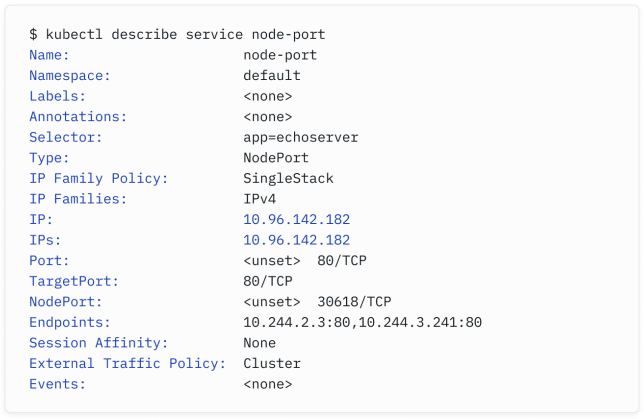 $ kubectl describe service node-port
Name:                     node-port
Namespace:                default
Labels:                   <none>
Annotations:              <none>
Selector:                 app=echoserver
Type:                     NodePort
IP Family Policy:         SingleStack
IP Families:              IPv4
IP:                       10.96.142.182
IPs:                      10.96.142.182
Port:                     <unset>  80/TCP
TargetPort:               80/TCP
NodePort:                 <unset>  30618/TCP
Endpoints:                10.244.2.3:80,10.244.3.241:80
Session Affinity:         None
External Traffic Policy:  Cluster
Events:                   <none>